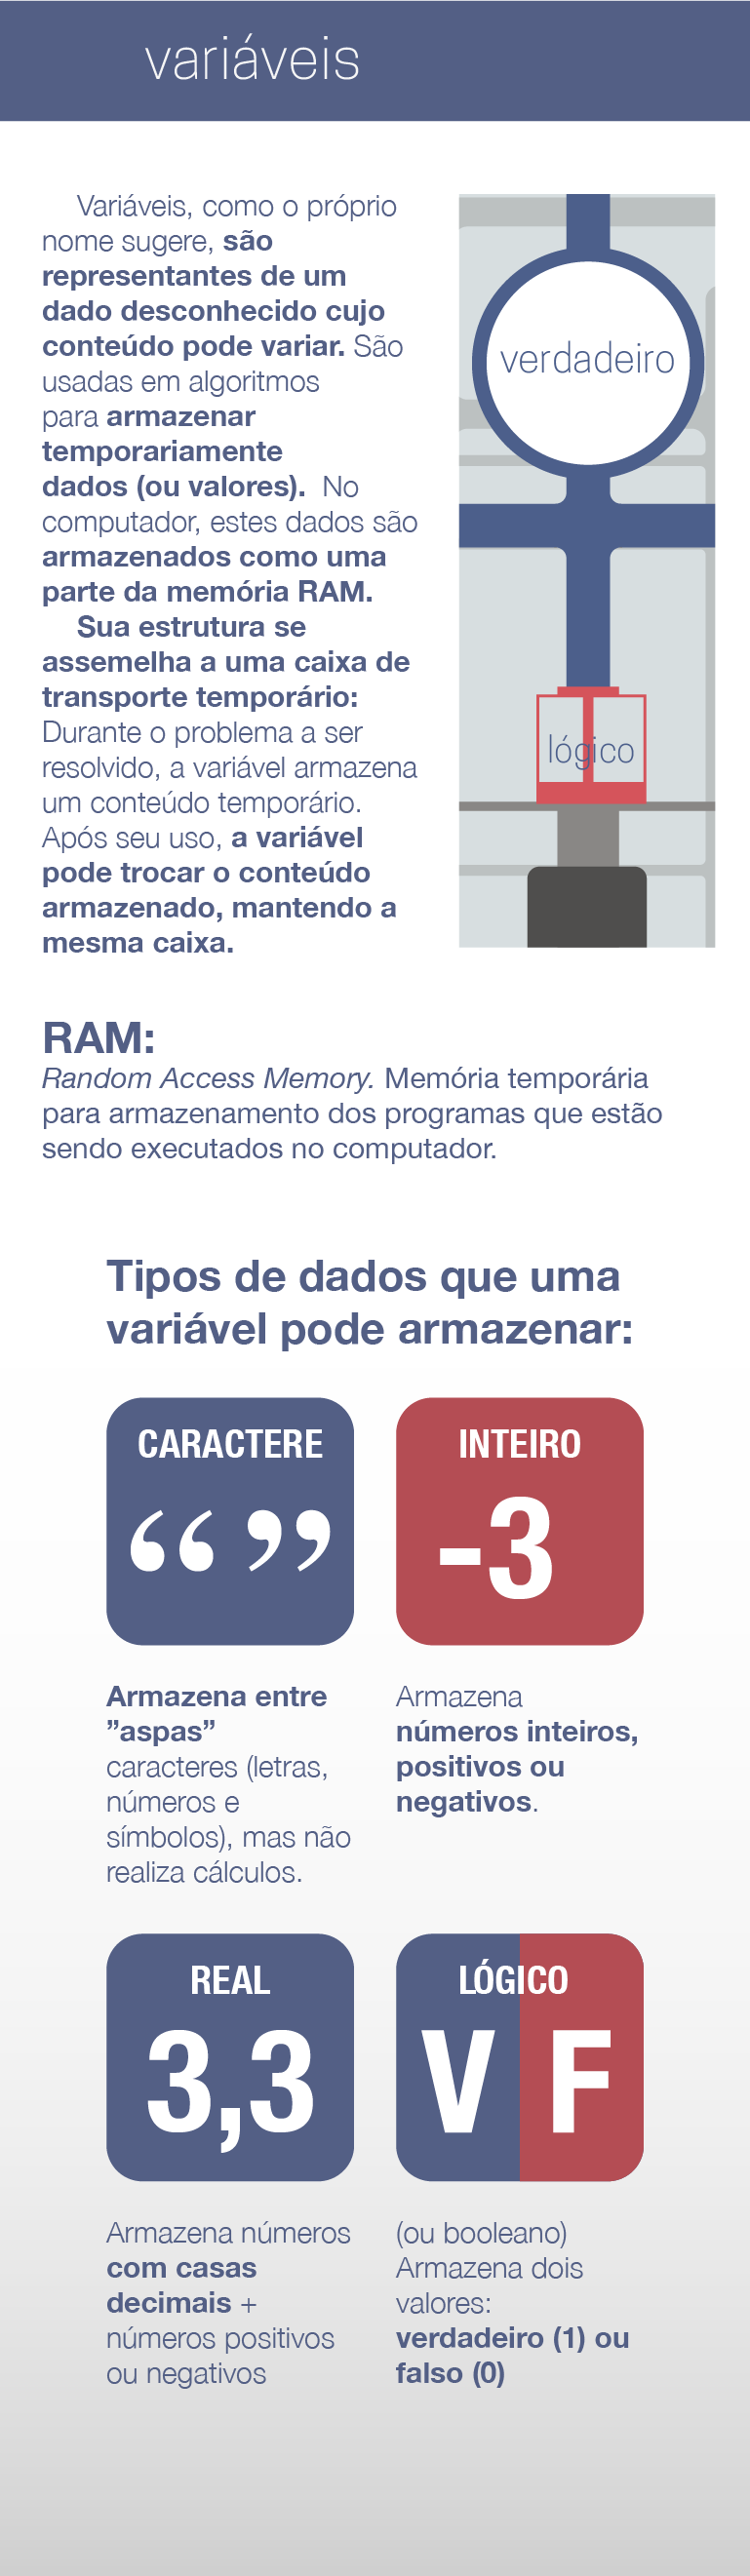 variáveis
Variáveis, como o próprio
nome sugere, são
representantes de um
dado desconhecido cujo
conteúdo pode variar. São
usadas em algoritmos
para armazenar
temporariamente
dados (ou valores).  No
computador, estes dados são
armazenados como uma
parte da memória RAM.
Sua estrutura se
assemelha a uma caixa de
transporte temporário:
Durante o problema a ser
resolvido, a variável armazena
um conteúdo temporário.
Após seu uso, a variável
pode trocar o conteúdo
armazenado, mantendo a
mesma caixa.
verdadeiro
lógico
RAM:
Random Access Memory. Memória temporária
para armazenamento dos programas que estão
sendo executados no computador.
Tipos de dados que uma
variável pode armazenar:
CARACTERE
“ ”
Armazena entre
”aspas”
caracteres (letras,
números e
símbolos), mas não
realiza cálculos.
INTEIRO
-3
Armazena
números inteiros,
positivos ou
negativos.
REAL
3,3
Armazena números
com casas
decimais +
números positivos
ou negativos
LÓGICO
V F
(ou booleano)
Armazena dois
valores:
verdadeiro (1) ou
falso (0)